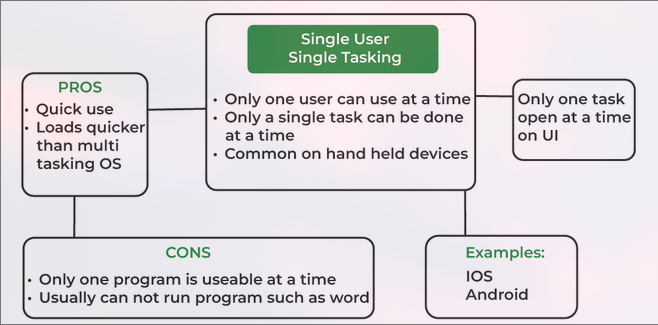 Single User
Single Tasking
• Only one user can use at a time
• Only a single task can be done
at a time
• Common on hand held devices
PROS
• Quick use
• Loads quicker
than multi
tasking OS
Only one task
open at a time
on UI
CONS
• Only one program is useable at a time
• Usually can not run program such as word
Examples:
IOS
Android